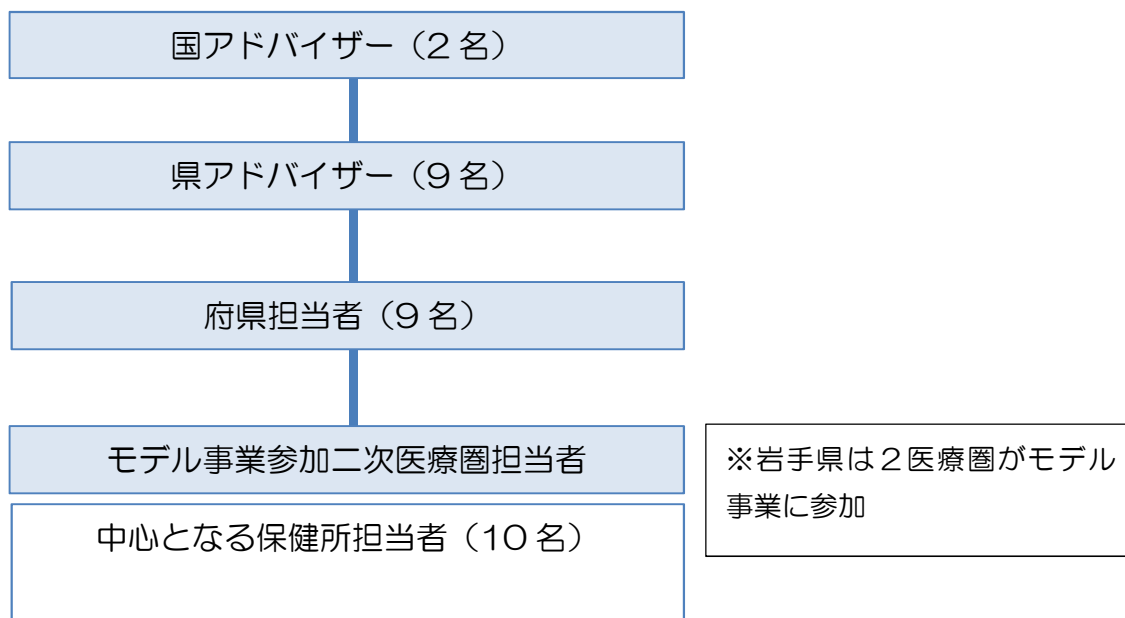 国アドバイザー（2名）
県アドバイザー（9名）
府県担当者（9名）
モデル事業参加二次医療圏担当者
中心となる保健所担当者（10名）
※岩手県は２医療圏がモデル
事業に参加